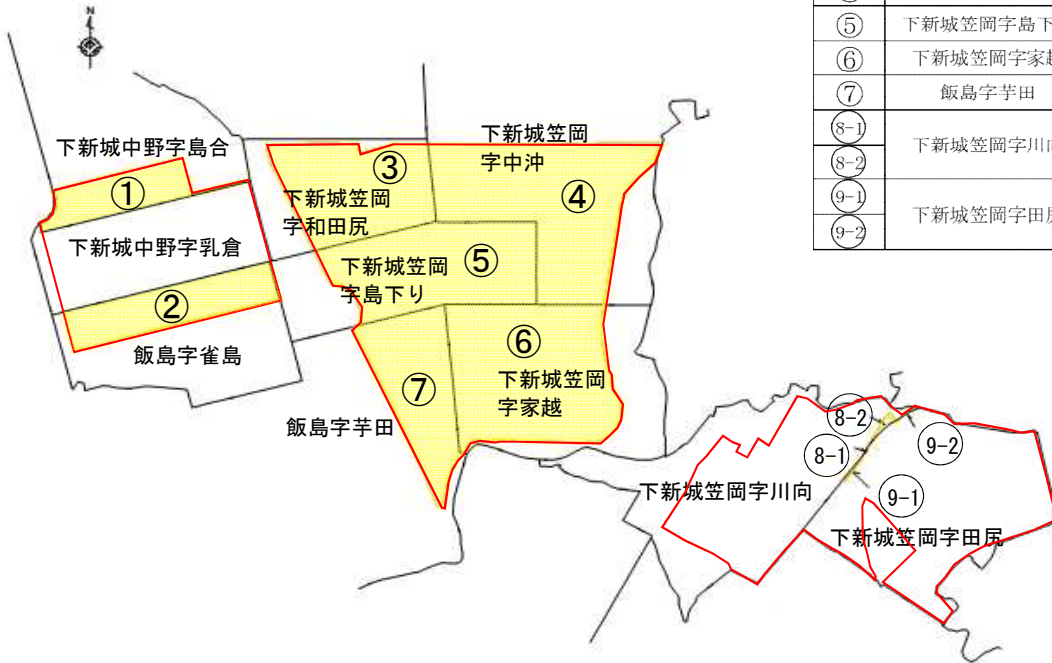 N
下新城中野字島合
①
下新城中野字乳倉
②
飯島字雀島
③
下新城笠岡
字和田尻
下新城笠岡
字中沖
④
下新城笠岡
字島下り
⑤
⑥
下新城笠岡
字家越
⑦
飯島字芋田
下新城笠岡字川向
8-2
8-1
9-2
9-1
下新城笠岡字田尻
⑤ 下新城笠岡字島下
⑥ 下新城笠岡字家越
⑦ 飯島字芋田
8-1
下新城笠岡字川向
8-2
9-1
下新城笠岡字田尻
9-2